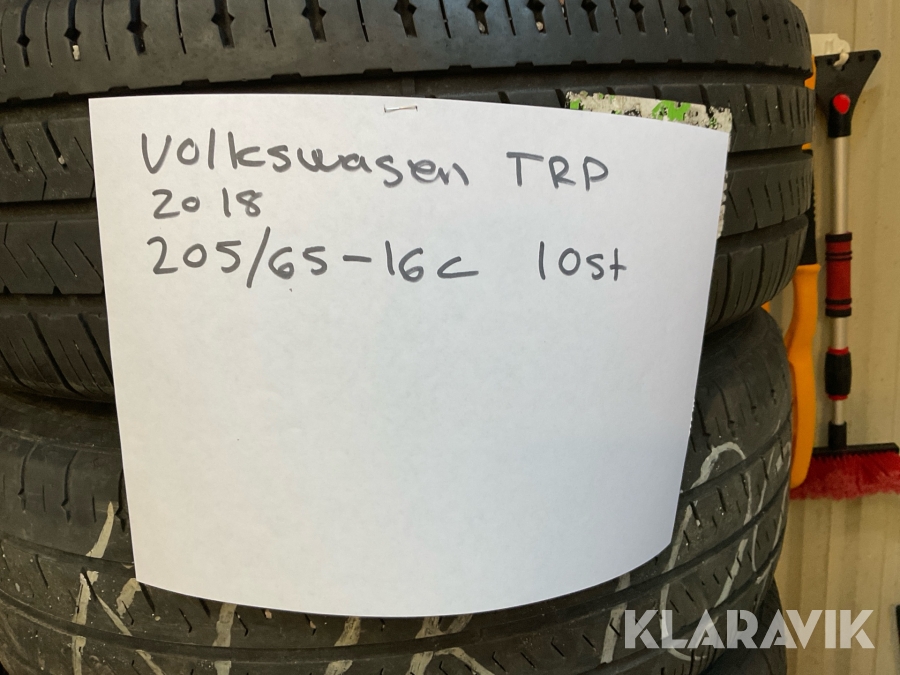 Volkswagen TRP
2018
205/65-16C 10st
KLARAVIK